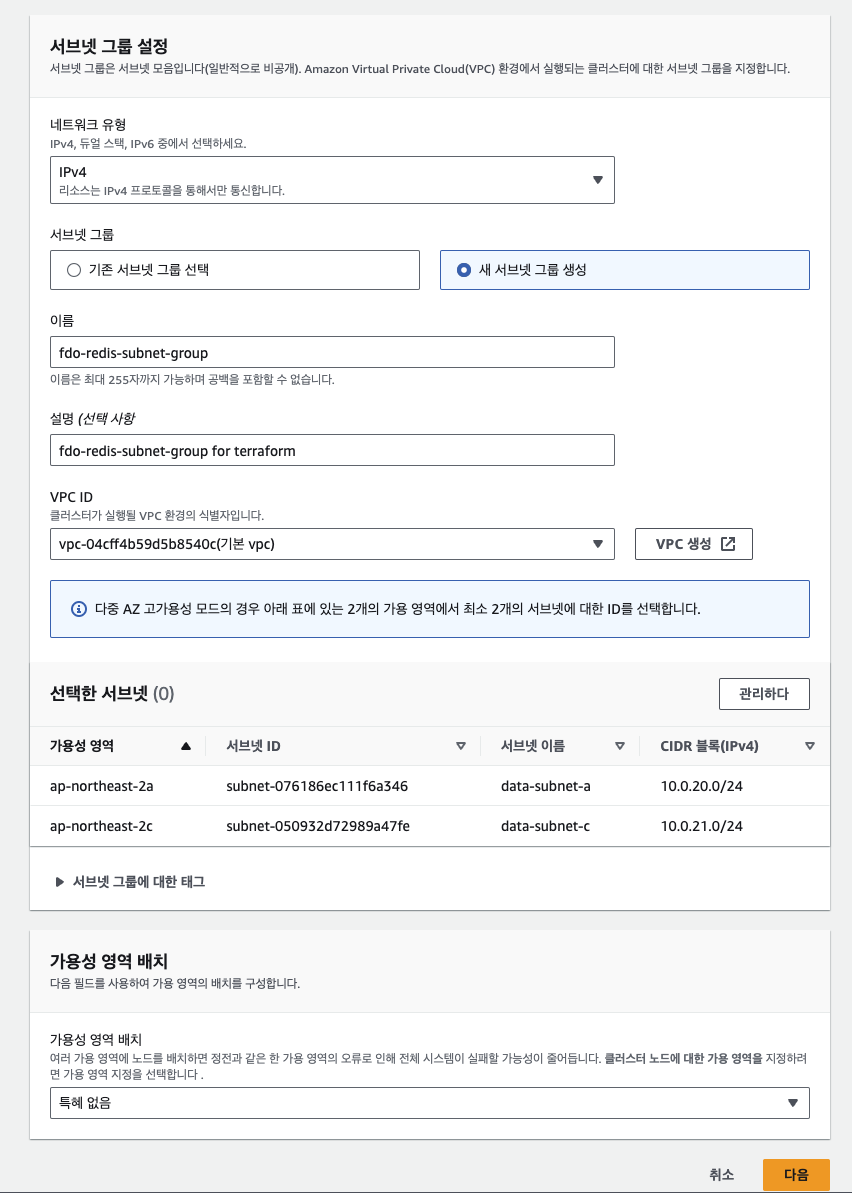 서브넷 그룹 설정
서브넷 그룹은 서브넷 모음입니다(일반적으로 비공개). Amazon Virtual Private Cloud(VPC) 환경에서 실행되는 클러스터에 대한 서브넷 그룹을 지정합니다.
네트워크 유형
IPv4, 듀얼 스택, IPv6 중에서 선택하세요.
IPv4
리소스는 IPv4 프로토콜을 통해서만 통신합니다.
서브넷 그룹
기존 서브넷 그룹 선택
새 서브넷 그룹 생성
이름
fdo-redis-subnet-group
이름은 최대 255자까지 가능하며 공백을 포함할 수 없습니다.
설명 (선택 사항
fdo-redis-subnet-group for terraform
VPC ID
클러스터가 실행될 VPC 환경의 식별자입니다.
vpc-04cff4b59d5b8540c(기본 vpc)
VPC 생성
다중 AZ 고가용성 모드의 경우 아래 표에 있는 2개의 가용 영역에서 최소 2개의 서브넷에 대한 ID를 선택합니다.
선택한 서브넷 (0)
관리하다
가용성 영역 서브넷 ID 서브넷 이름 CIDR 블록(IPv4)
ap-northeast-2a subnet-076186ec111f6a346 data-subnet-a 10.0.20.0/24
ap-northeast-2c subnet-050932d72989a47fe data-subnet-c 10.0.21.0/24
서브넷 그룹에 대한 태그
가용성 영역 배치
다음 필드를 사용하여 가용 영역의 배치를 구성합니다.
가용성 영역 배치
여러 가용 영역에 노드를 배치하면 정전과 같은 한 가용 영역의 오류로 인해 전체 시스템이 실패할 가능성이 줄어듭니다. 클러스터 노드에 대한 가용 영역을 지정하려
면 가용 영역 지정을 선택합니다 .
특혜 없음
취소
다음